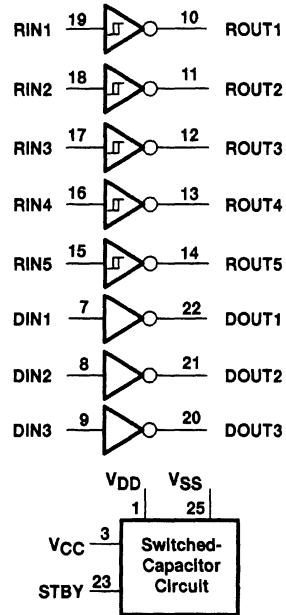 RIN1 19 10 ROUT1
RIN2 18 11 ROUT2
RIN3 17 12 ROUT3
RIN4 16 13 ROUT4
RIN5 15 14 ROUT5
DIN1 7 22 DOUT1
DIN2 8 21 DOUT2
DIN3 9 20 DOUT3
VDD VSS
1 25
VCC 3
STBY 23
Switched-
Capacitor
Circuit